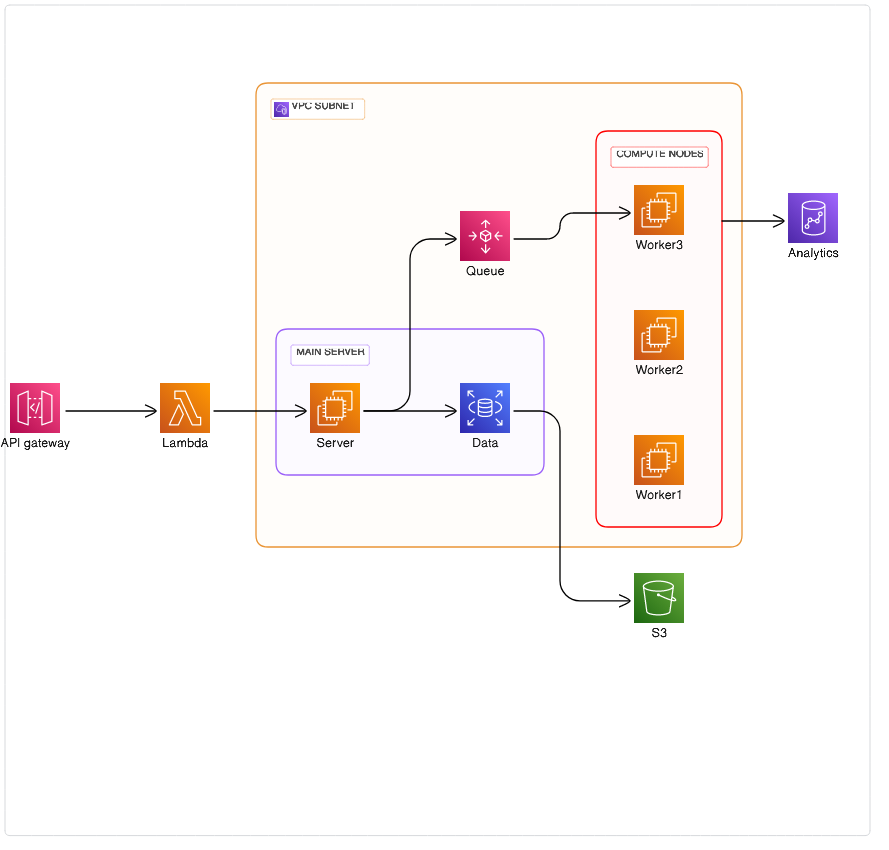 VPC SUBNET
COMPUTE NODES
Worker3
Analytics
Queue
MAIN SERVER
Worker2
API gateway
Lambda
Server
Data
Worker1
S3